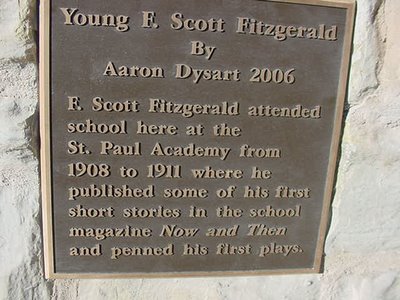 Young F. Scott Fitzgerald
By
Aaron Dysart 2006
F. Scott Fitzgerald attended
school here at the
St. Paul Academy from
1908 to 1911 where he
published some of his first
short stories in the school
magazine Now and Then
and penned his first plays.